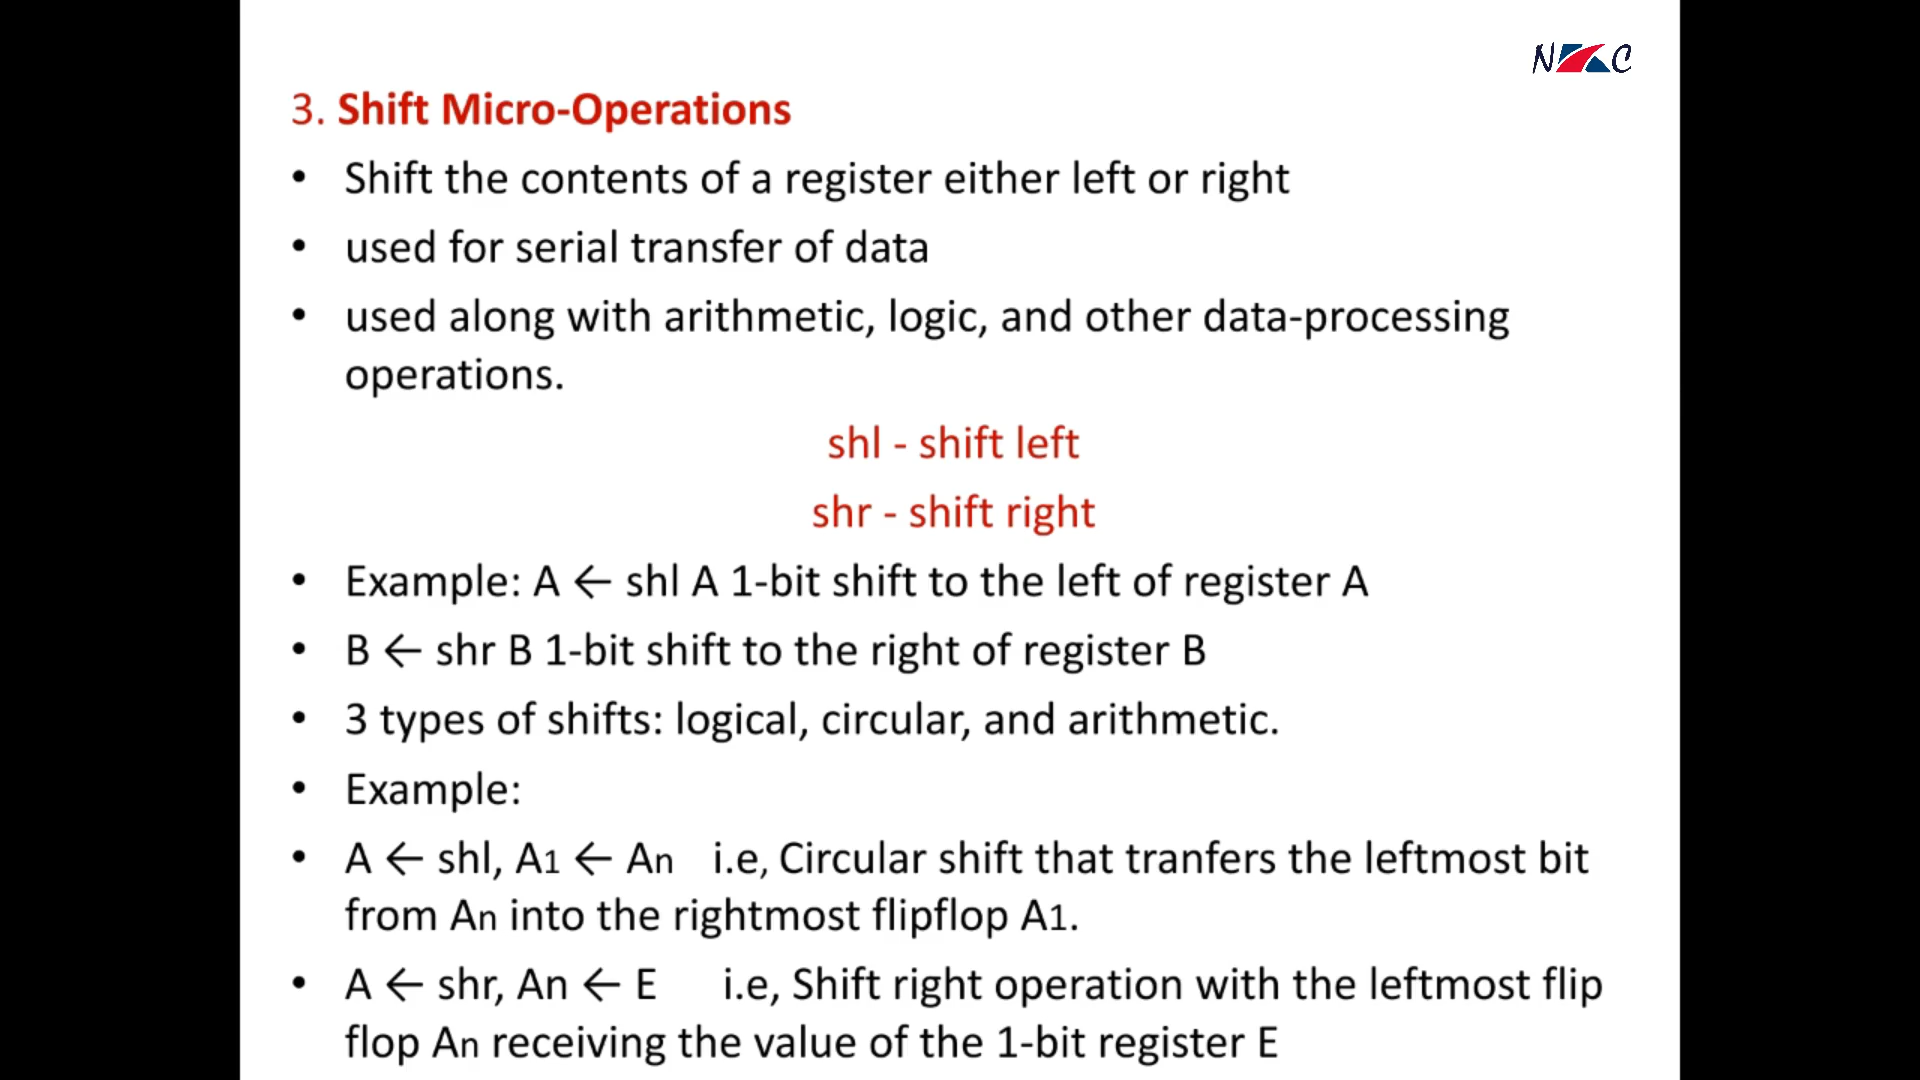 N C
3. Shift Micro-Operations
• Shift the contents of a register either left or right
• used for serial transfer of data
• used along with arithmetic, logic, and other data-processing
operations.
shl - shift left
shr - shift right
• Example: A ← shl A 1-bit shift to the left of register A
• B ← shr B 1-bit shift to the right of register B
• 3 types of shifts: logical, circular, and arithmetic.
• Example:
• A ← shl, A1 ← An i.e, Circular shift that tranfers the leftmost bit
from An into the rightmost flipflop A1.
• A ← shr, An ← E i.e, Shift right operation with the leftmost flip
flop An receiving the value of the 1-bit register E